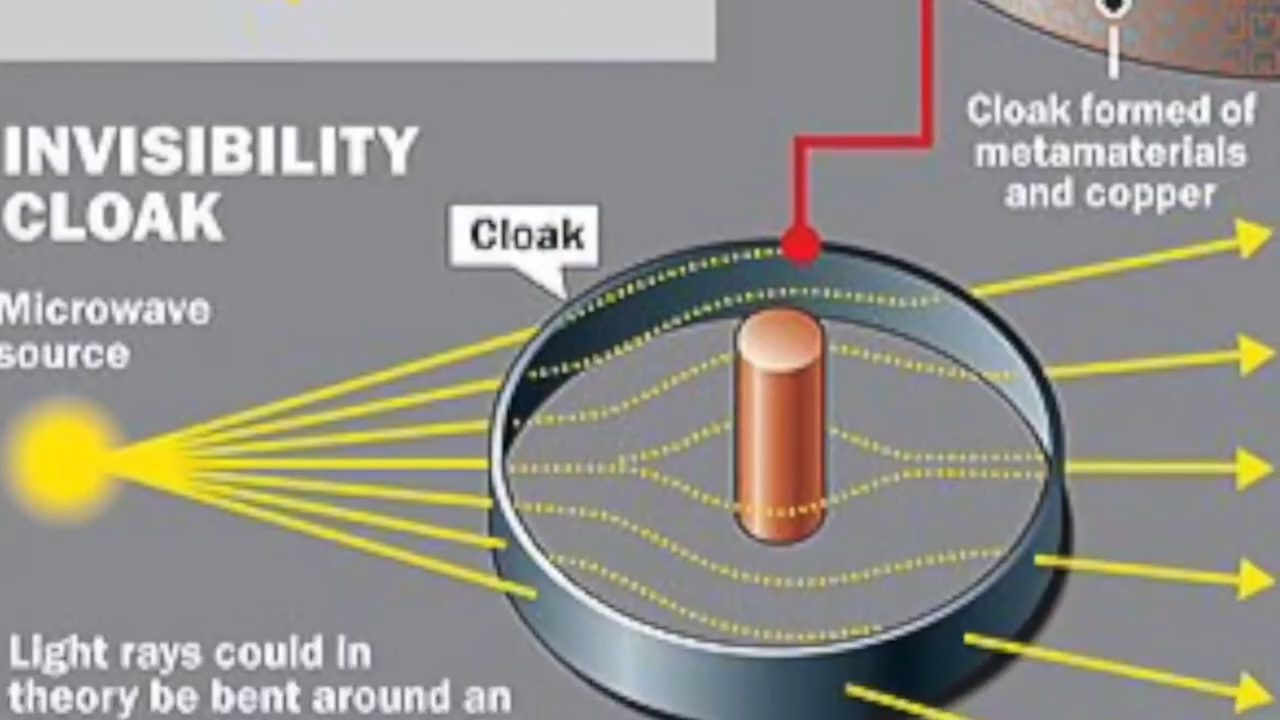 INVISIBILITY
CLOAK
Microwave
source
Cloak
Cloak formed of
metamaterials
and copper
Light rays could in
theory be bent around an